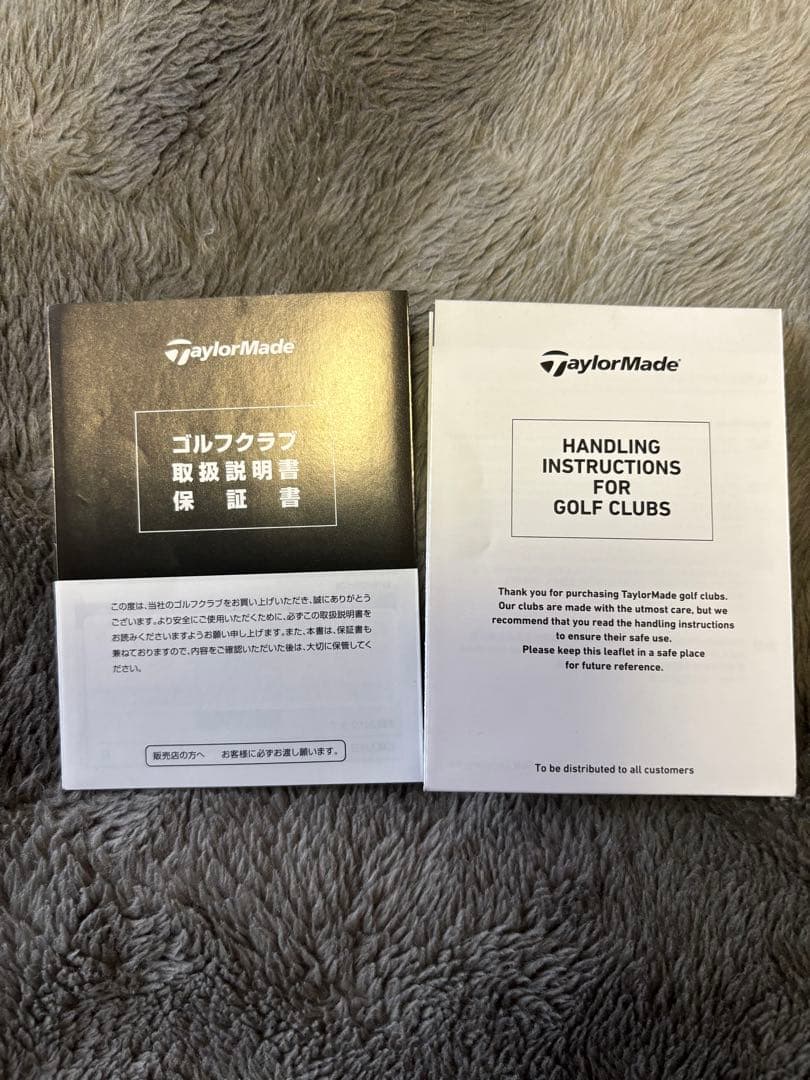 TaylorMade
ゴルフクラブ
取扱説明書
保証書
この度は、当社のゴルフクラブをお買い上げいただき、誠にありがとう
ございます。より安全にご使用いただくために、必ずこの取扱説明書を
お読みくださいますようお願い申し上げます。また、本書は、保証書も
兼ねておりますので、内容をご確認いただいた後は、大切に保管してく
ださい。
販売店の方へ お客様に必ずお渡し願います。
TaylorMade
HANDLING
INSTRUCTIONS
FOR
GOLF CLUBS
Thank you for purchasing TaylorMade golf clubs.
Our clubs are made with the utmost care, but we
recommend that you read the handling instructions
to ensure their safe use.
Please keep this leaflet in a safe place
for future reference.
To be distributed to all customers